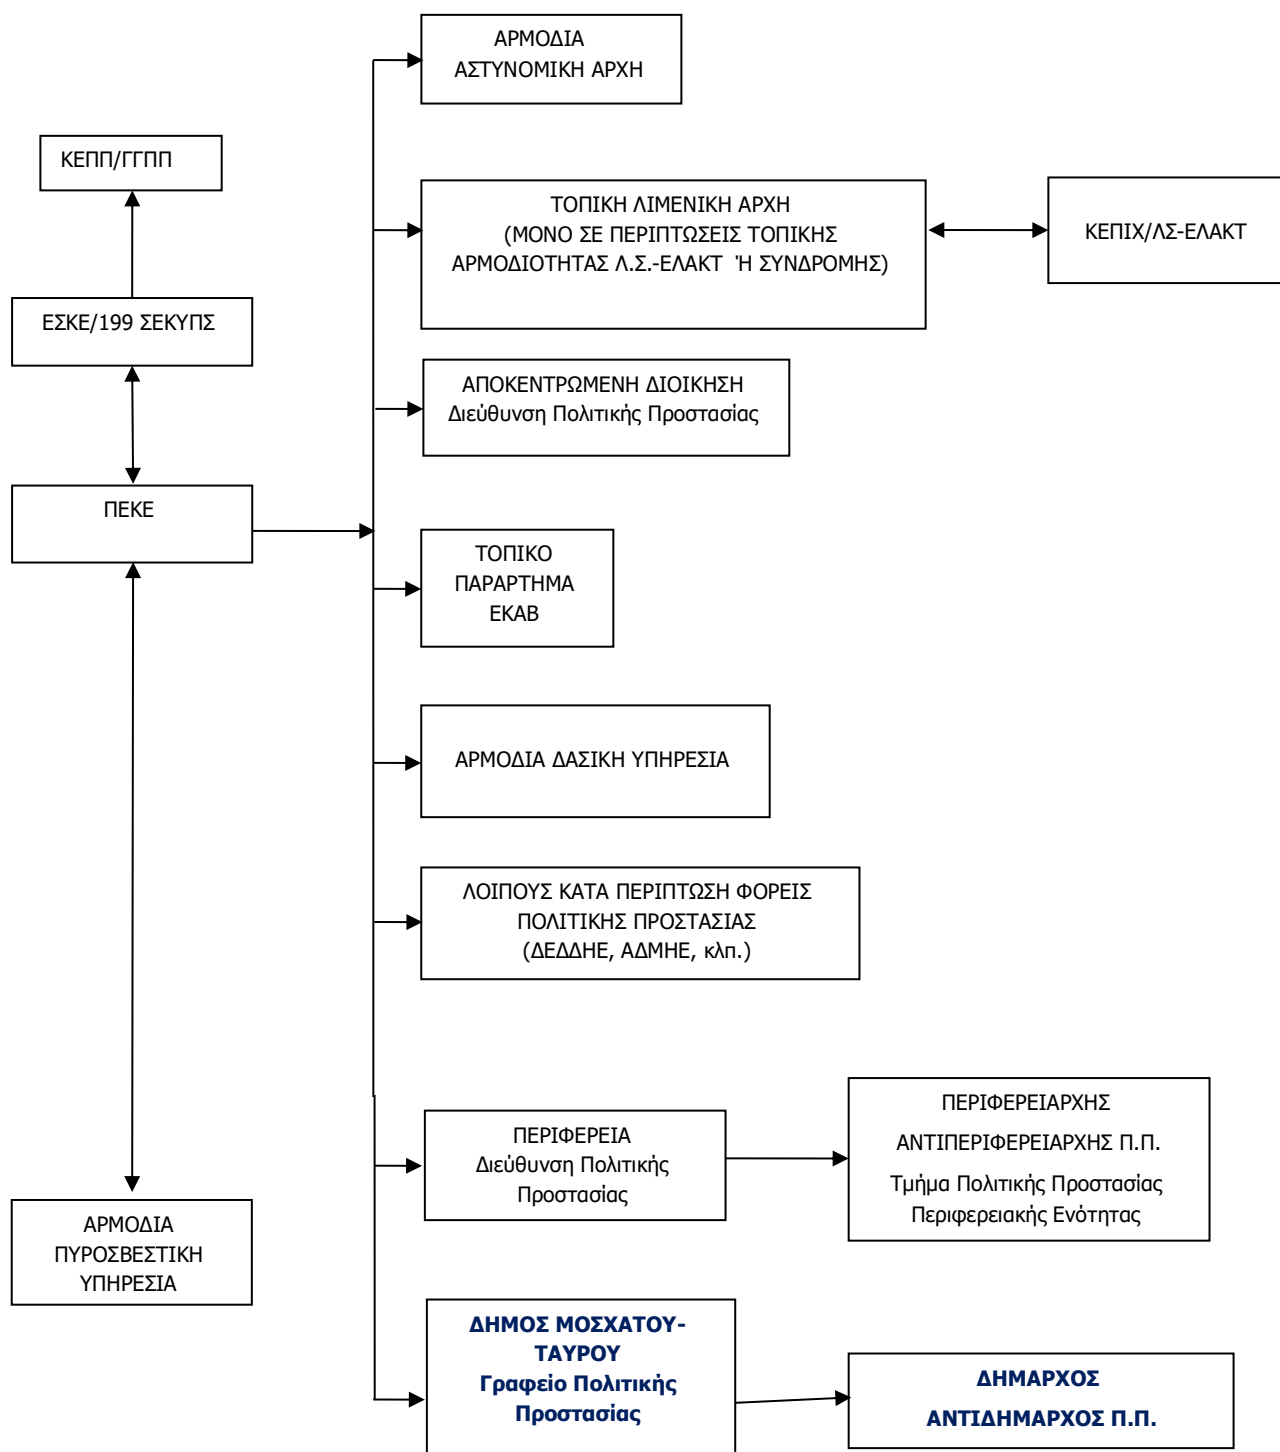 ΑΡΜΟΔΙΑ
ΑΣΤΥΝΟΜΙΚΗ ΑΡΧΗ
ΚΕΠΠ/ΓΓΠΠ
ΤΟΠΙΚΗ ΛΙΜΕΝΙΚΗ ΑΡΧΗ
(ΜΟΝΟ ΣΕ ΠΕΡΙΠΤΩΣΕΙΣ ΤΟΠΙΚΗΣ
ΑΡΜΟΔΙΟΤΗΤΑΣ Λ.Σ.-ΕΛΑΚΤ Ή ΣΥΝΔΡΟΜΗΣ)
ΚΕΠΙΧ/ΛΣ-ΕΛΑΚΤ
ΕΣΚΕ/199 ΣΕΚΥΠΣ
ΑΠΟΚΕΝΤΡΩΜΕΝΗ ΔΙΟΙΚΗΣΗ
Διεύθυνση Πολιτικής Προστασίας
ΠΕΚΕ
ΤΟΠΙΚΟ
ΠΑΡΑΡΤΗΜΑ
ΕΚΑΒ
ΑΡΜΟΔΙΑ ΔΑΣΙΚΗ ΥΠΗΡΕΣΙΑ
ΛΟΙΠΟΥΣ ΚΑΤΑ ΠΕΡΙΠΤΩΣΗ ΦΟΡΕΙΣ
ΠΟΛΙΤΙΚΗΣ ΠΡΟΣΤΑΣΙΑΣ
(ΔΕΔΔΗΕ, ΑΔΜΗΕ, κλπ.)
ΠΕΡΙΦΕΡΕΙΑ
Διεύθυνση Πολιτικής
Προστασίας
ΠΕΡΙΦΕΡΕΙΑΡΧΗΣ
ΑΝΤΙΠΕΡΙΦΕΡΕΙΑΡΧΗΣ Π.Π.
Τμήμα Πολιτικής Προστασίας
Περιφερειακής Ενότητας
ΑΡΜΟΔΙΑ
ΠΥΡΟΣΒΕΣΤΙΚΗ
ΥΠΗΡΕΣΙΑ
ΔΗΜΟΣ ΜΟΣΧΑΤΟΥ-
ΤΑΥΡΟΥ
Γραφείο Πολιτικής
Προστασίας
ΔΗΜΑΡΧΟΣ
ΑΝΤΙΔΗΜΑΡΧΟΣ Π.Π.